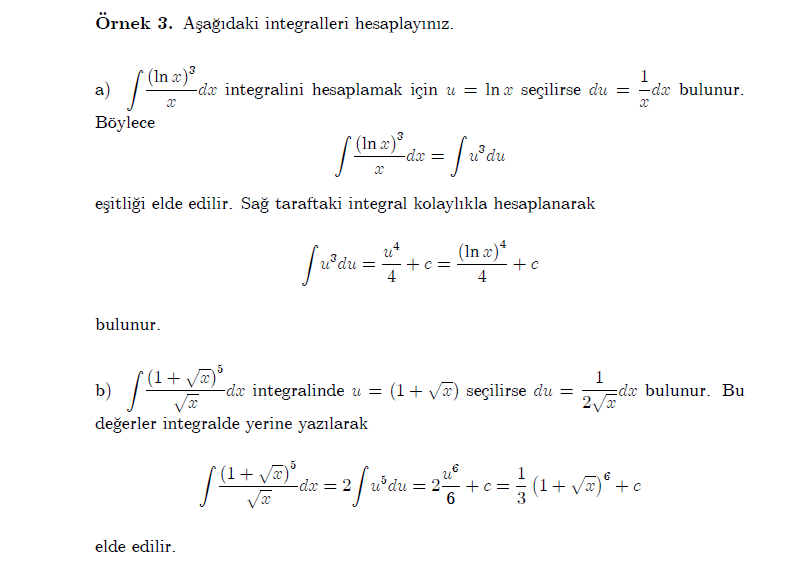 Örnek 3. Aşağıdaki integralleri hesaplayınız.
a) ∫ (ln x)³/x dx integralini hesaplamak için u = ln x seçilirse du = 1/x dx bulunur.
Böylece
∫ (ln x)³/x dx = ∫ u³du
eşitliği elde edilir. Sağ taraftaki integral kolaylıkla hesaplanarak
∫ u³du = u⁴/4 + c = (ln x)⁴/4 + c
bulunur.
b) ∫ (1 + √x)⁵/√x dx integralinde u = (1 + √x) seçilirse du = 1/(2√x) dx bulunur. Bu
değerler integralde yerine yazılarak
∫ (1 + √x)⁵/√x dx = 2 ∫ u⁵du = 2 u⁶/6 + c = 1/3 (1 + √x)⁶ + c
elde edilir.